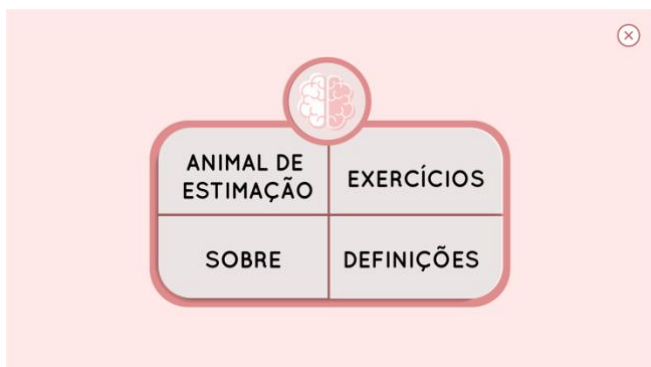 ANIMAL DE
ESTIMAÇÃO
EXERCÍCIOS
SOBRE
DEFINIÇÕES